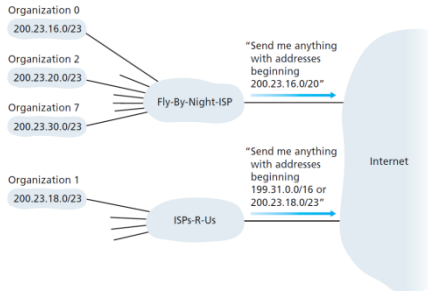 Organization 0
200.23.16.0/23
Organization 2
200.23.20.0/23
Organization 7
200.23.30.0/23
Fly-By-Night-ISP
“Send me anything
with addresses
beginning
200.23.16.0/20”
Organization 1
200.23.18.0/23
ISPs-R-Us
“Send me anything
with addresses
beginning
199.31.0.0/16 or
200.23.18.0/23”
Internet